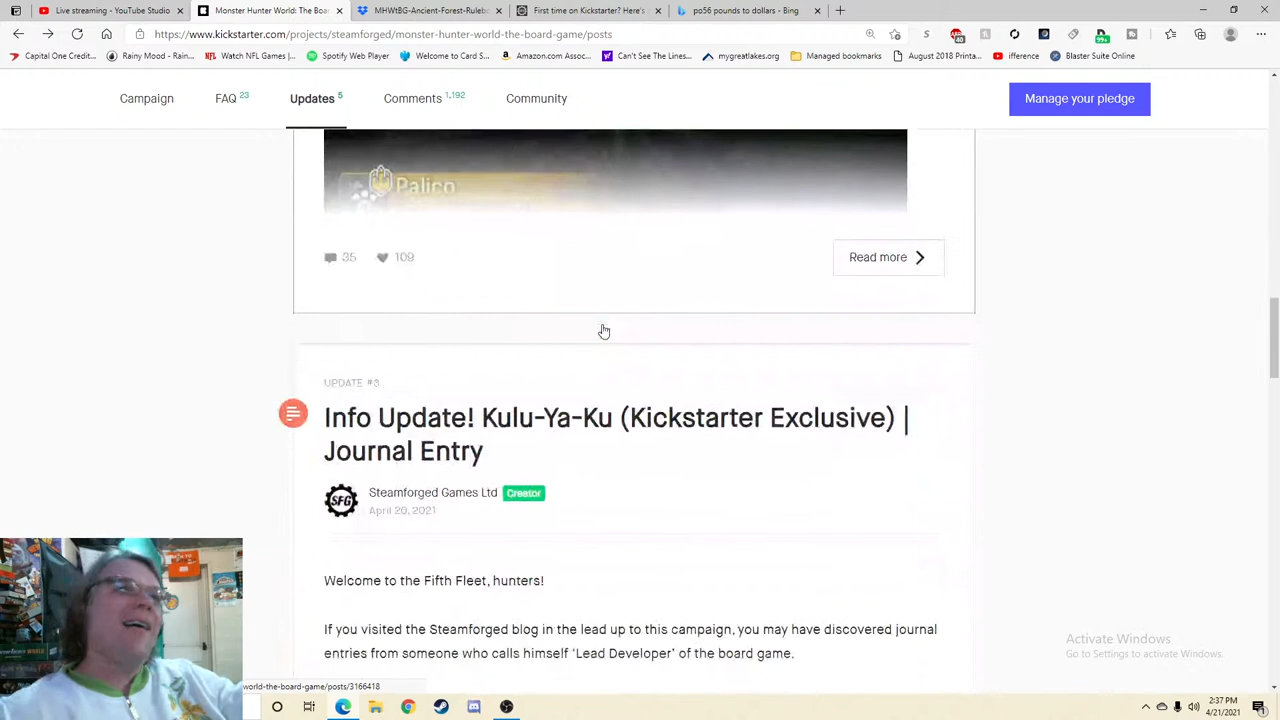 Live streaming - YouTube Studio
Monster Hunter World: The Boa
MHWtBG-Ancient-Forest-Rulebo
First time on Kickstarter? Here's
po56 pounds to dollars - Bing
https://www.kickstarter.com/projects/steamforged/monster-hunter-world-the-board-game/posts
Capital One Credit...
Rainy Mood - Rainy...
Watch NFL Games |...
Spotify Web Player
Welcome to Card S...
Amazon.com Assoc...
Can't See The Lines...
mygreatlakes.org
Managed bookmarks
August 2018 Printa...
ifference
Blaster Suite Online
Campaign
FAQ 23
Updates 5
Comments 1,192
Community
Manage your pledge
Palico
35
109
Read more
UPDATE #3
Info Update! Kulu-Ya-Ku (Kickstarter Exclusive) |
Journal Entry
SFG
Steamforged Games Ltd Creator
April 20, 2021
Welcome to the Fifth Fleet, hunters!
If you visited the Steamforged blog in the lead up to this campaign, you may have discovered journal
entries from someone who calls himself 'Lead Developer' of the board game.
Activate Windows
Go to Settings to activate Windows.
world-the-board-game/posts/3166418
2:37 PM
4/21/2021